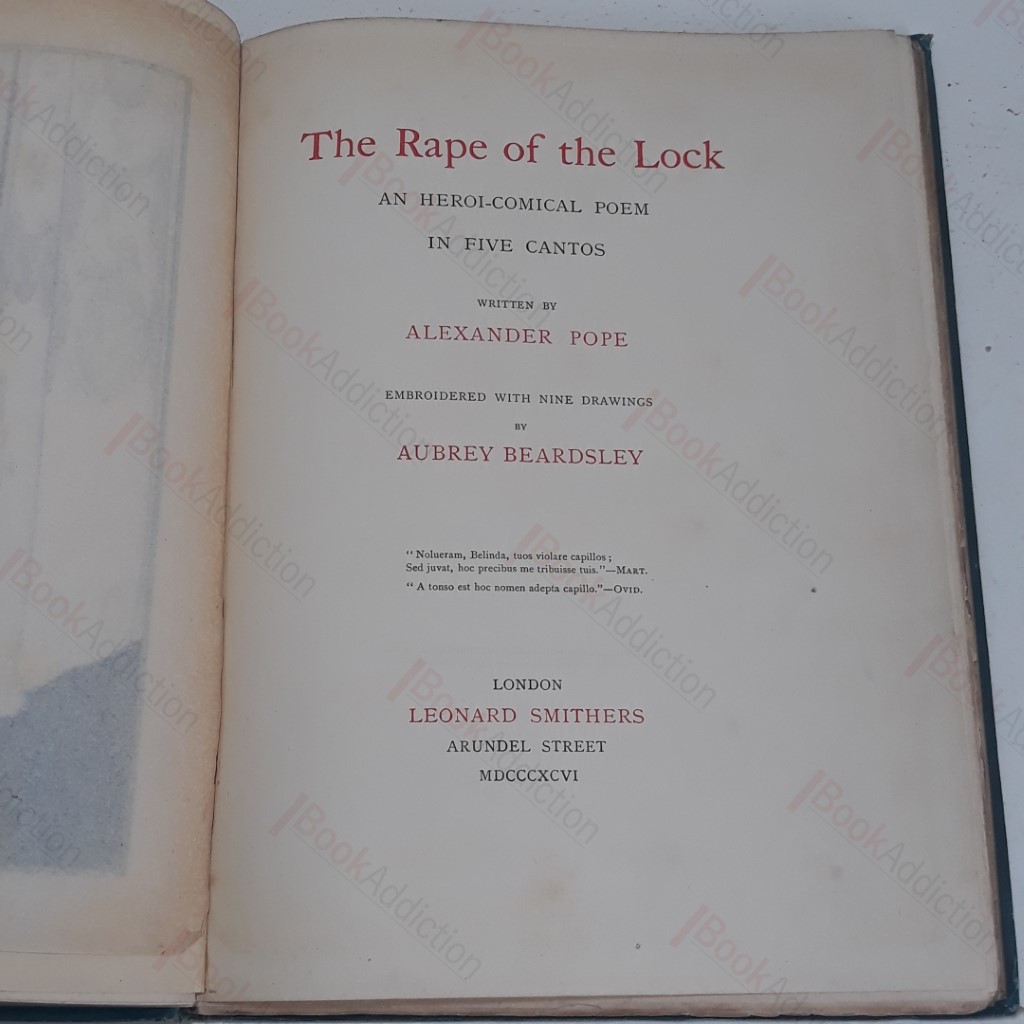 The Rape of the Lock
AN HEROI-COMICAL POEM
IN FIVE CANTOS
WRITTEN BY
ALEXANDER POPE
EMBROIDERED WITH NINE DRAWINGS
BY
AUBREY BEARDSLEY
“Nolueram, Belinda, tuos violare capillos;
Sed juvat, hoc precibus me tribuisse tuis.”—MART.
“A tonso est hoc nomen adepta capillo.”—OVID.
LONDON
LEONARD SMITHERS
ARUNDEL STREET
MDCCCXCVI
BookAddiction